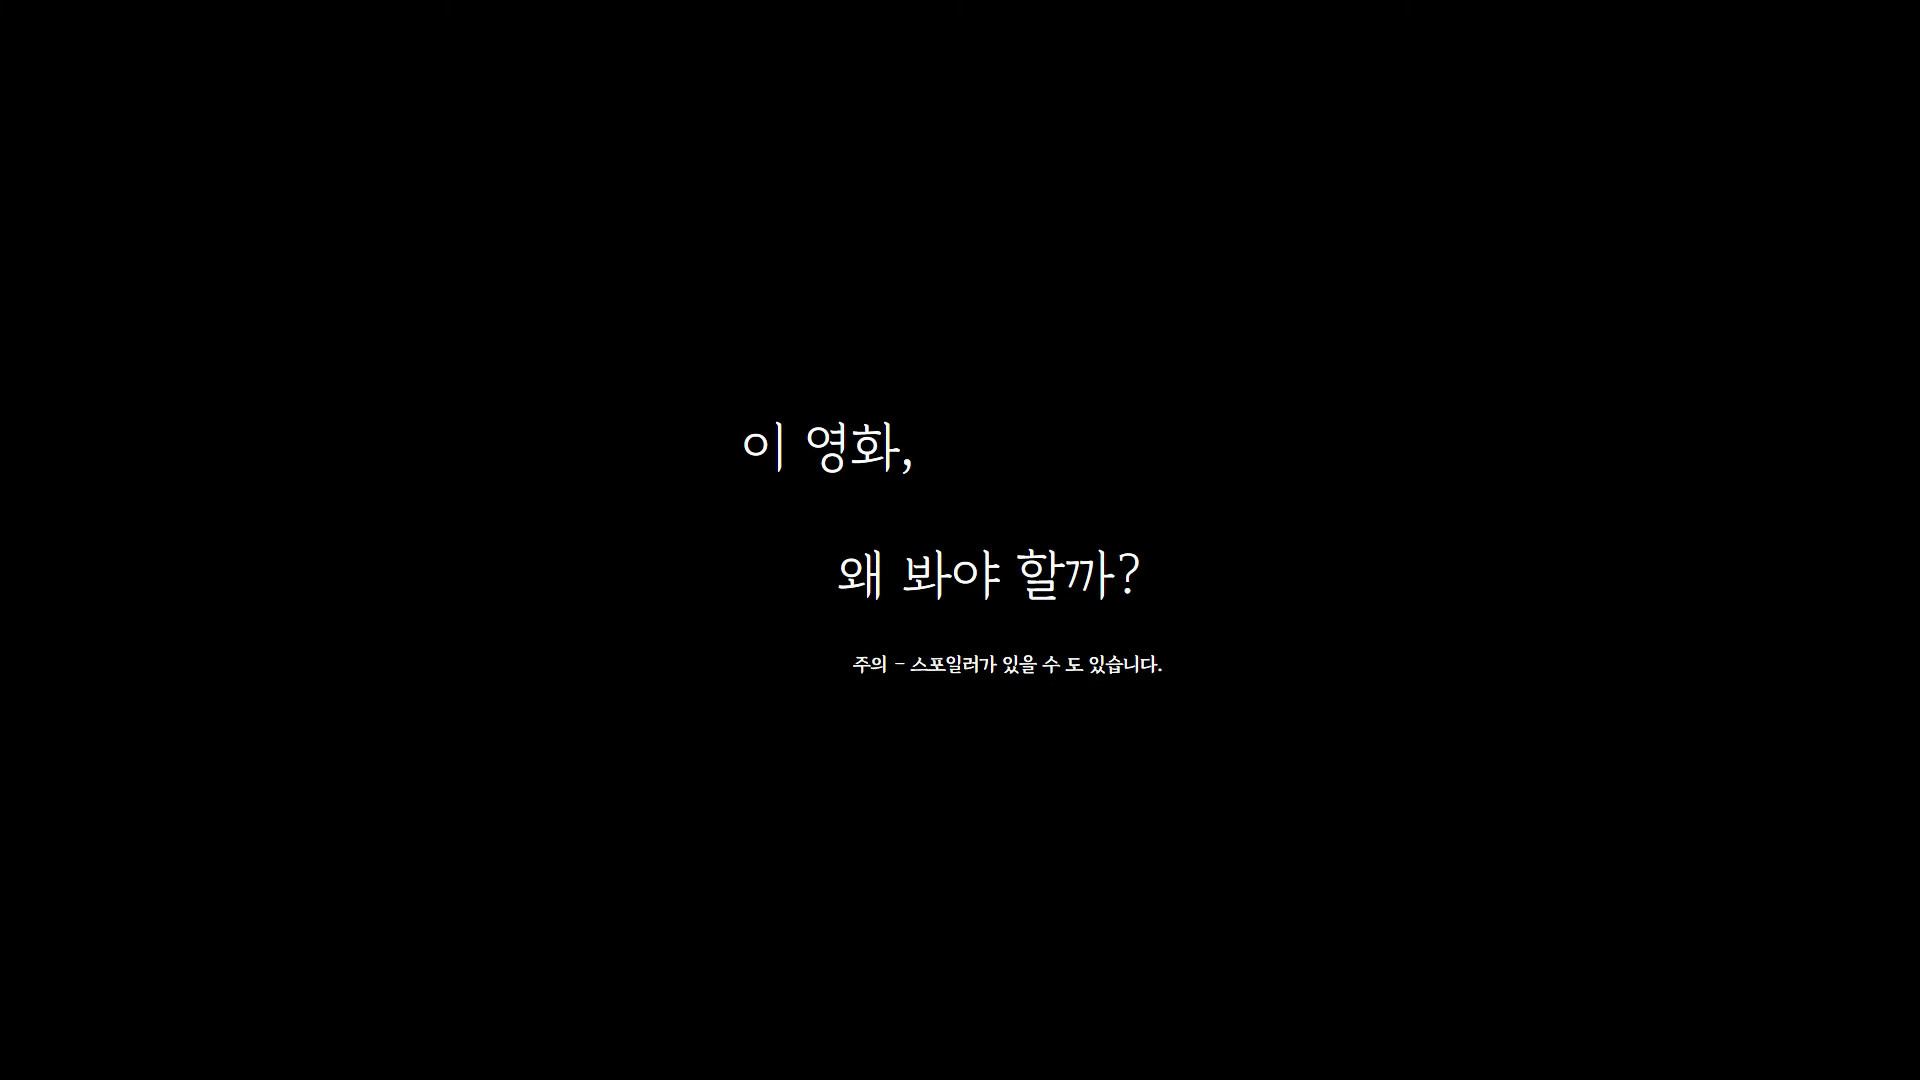 이 영화,
왜 봐야 할까?
주의 - 스포일러가 있을 수 도 있습니다.